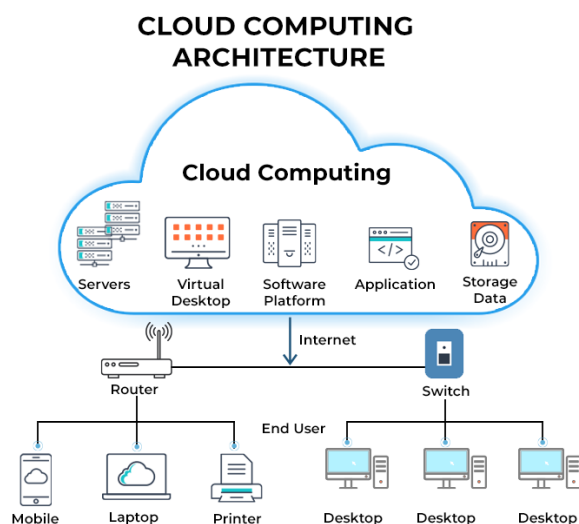 CLOUD COMPUTING
ARCHITECTURE
Cloud Computing
Servers
Virtual
Desktop
Software
Platform
Application
</>
Storage
Data
Internet
Router
Switch
End User
Mobile
Laptop
Printer
Desktop
Desktop
Desktop